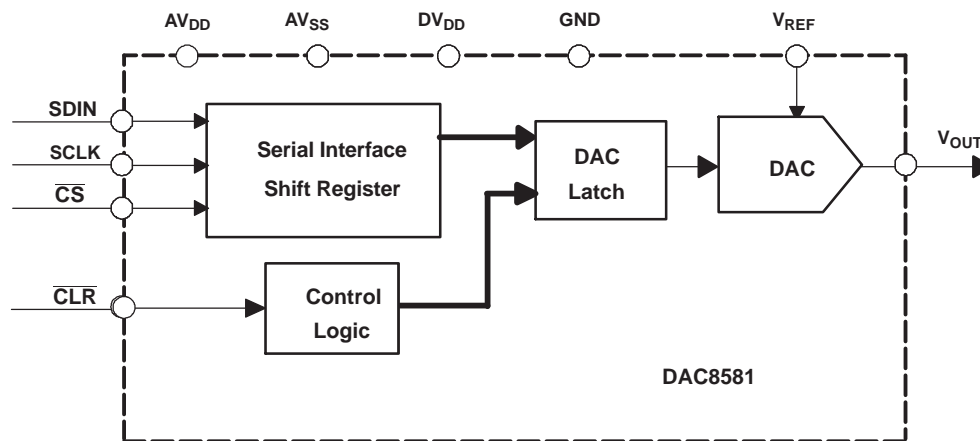 AVDD AVSS DVDD GND VREF
SDIN
SCLK
CS
CLR
Serial Interface
Shift Register
Control
Logic
DAC
Latch
DAC
VOUT
DAC8581